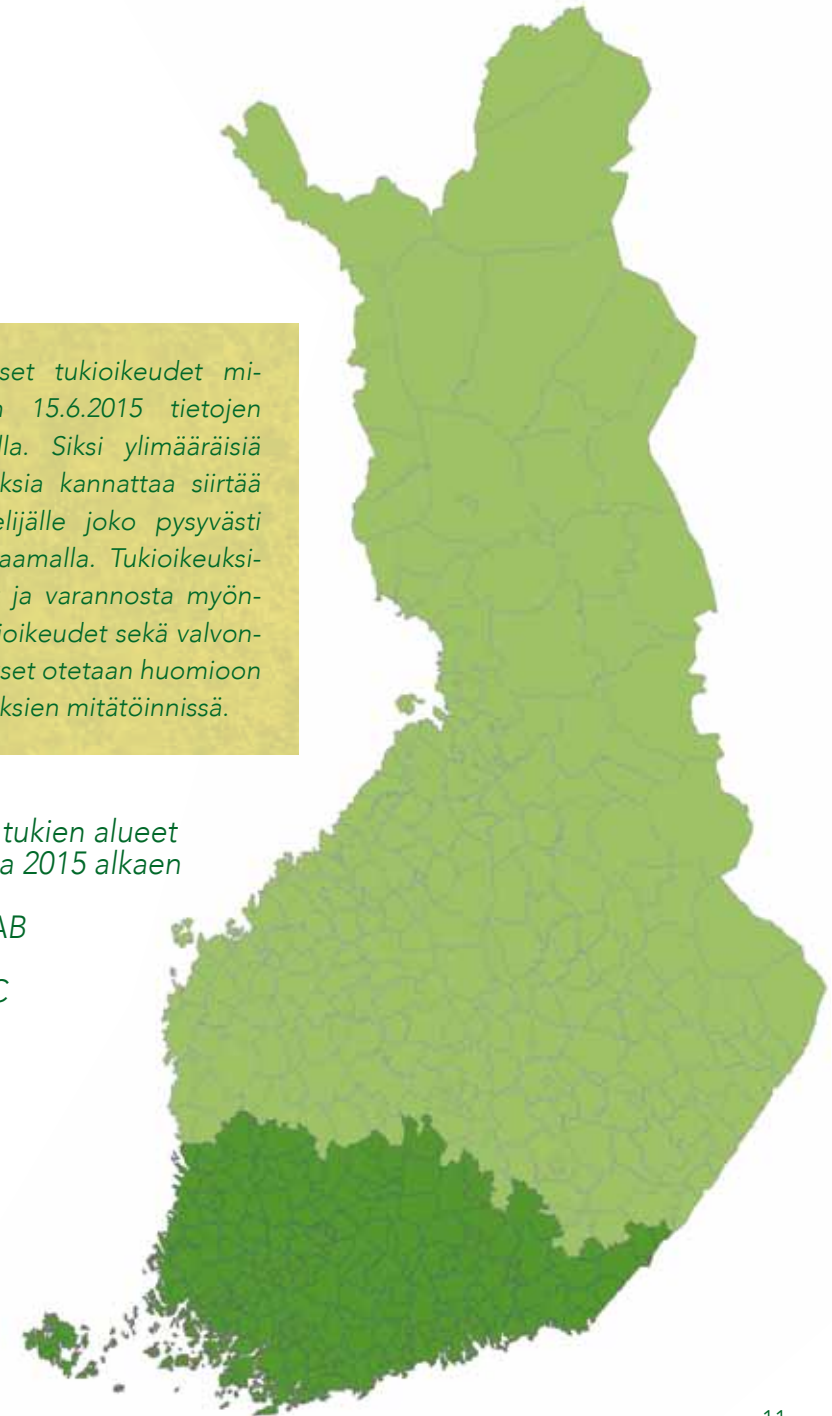 set tukioikeudet mi-
15.6.2015 tietojen
lla. Siksi ylimääräisiä
ksia kannattaa siirtää
elijälle joko pysyvästi
aamalla. Tukioikeuksi-
ja varannosta myön-
ioikeudet sekä valvon-
set otetaan huomioon
ksien mitätöinnissä.
tukien alueet
a 2015 alkaen
AB
C
11